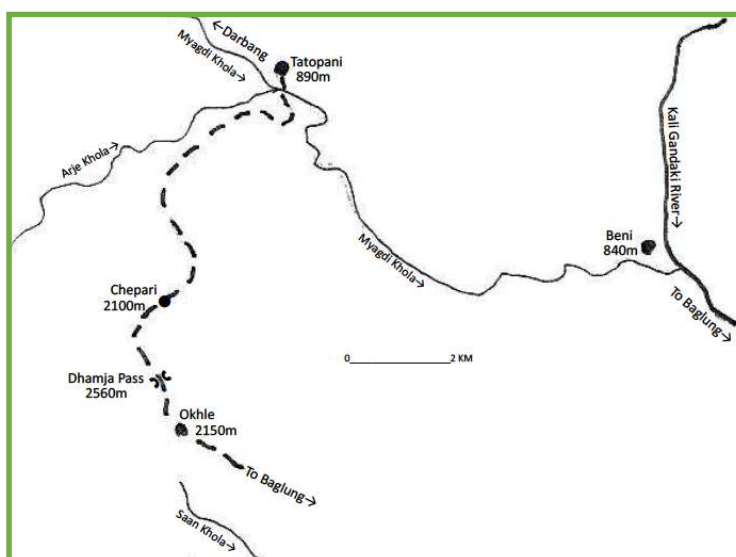 ←Darbang
Myagdi Khola→
Tatopani
890m
Arje Khola→
Kali Gandaki River→
Beni
840m
Myagdi Khola→
To Baglung→
Chepari
2100m
0 2 KM
Dhamja Pass
2560m
Okhle
2150m
To Baglung→
Saan Khola→